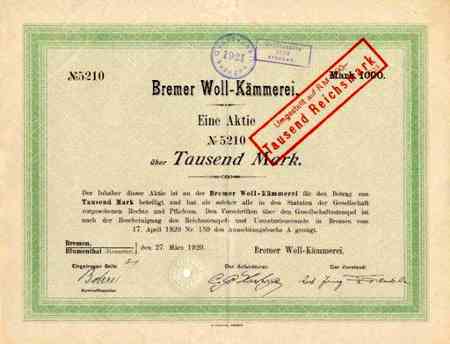 1921
№5210
Mark 1000.
Umgestellt auf RM
Tausend Reichsmark
Bremer Woll-Kämmerei.
Eine Aktie
№ 5210
über Tausend Mark.
Der Inhaber dieser Aktie ist an der Bremer Woll-Kämmerei für den Betrag von
Tausend Mark beteiligt, und hat als solcher alle in den Statuten der Gesellschaft
vorgesehenen Rechte und Pflichten. Den Vorschriften über den Gesellschaftsstempel ist
nach der Bescheinigung des Reichsstempel- und Umsatzsteueramts in Bremen vom
17. April 1920 Nr. 159 des Anmeldungsbuchs A genügt.
Bremen,
Blumenthal (Hannover), den 27. März 1920.
Bremer Woll-Kämmerei.
Eingetragen Seite
Der Aufsichtsrat:
Der Vorstand: